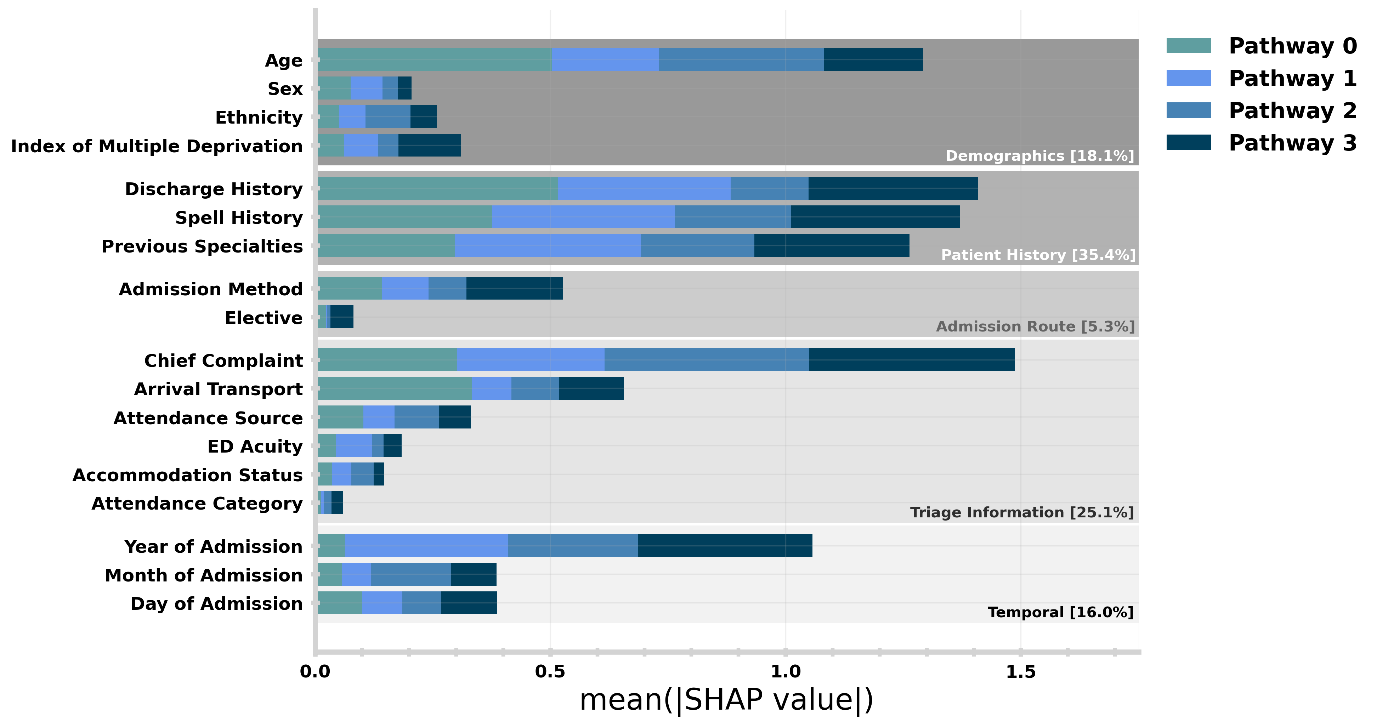 Age
Sex
Ethnicity
Index of Multiple Deprivation
Demographics [18.1%]
Discharge History
Spell History
Previous Specialties
Patient History [35.4%]
Admission Method
Elective
Admission Route [5.3%]
Chief Complaint
Arrival Transport
Attendance Source
ED Acuity
Accommodation Status
Attendance Category
Triage Information [25.1%]
Year of Admission
Month of Admission
Day of Admission
Temporal [16.0%]
0.0 0.5 1.0 1.5
mean(|SHAP value|)
Pathway 0
Pathway 1
Pathway 2
Pathway 3